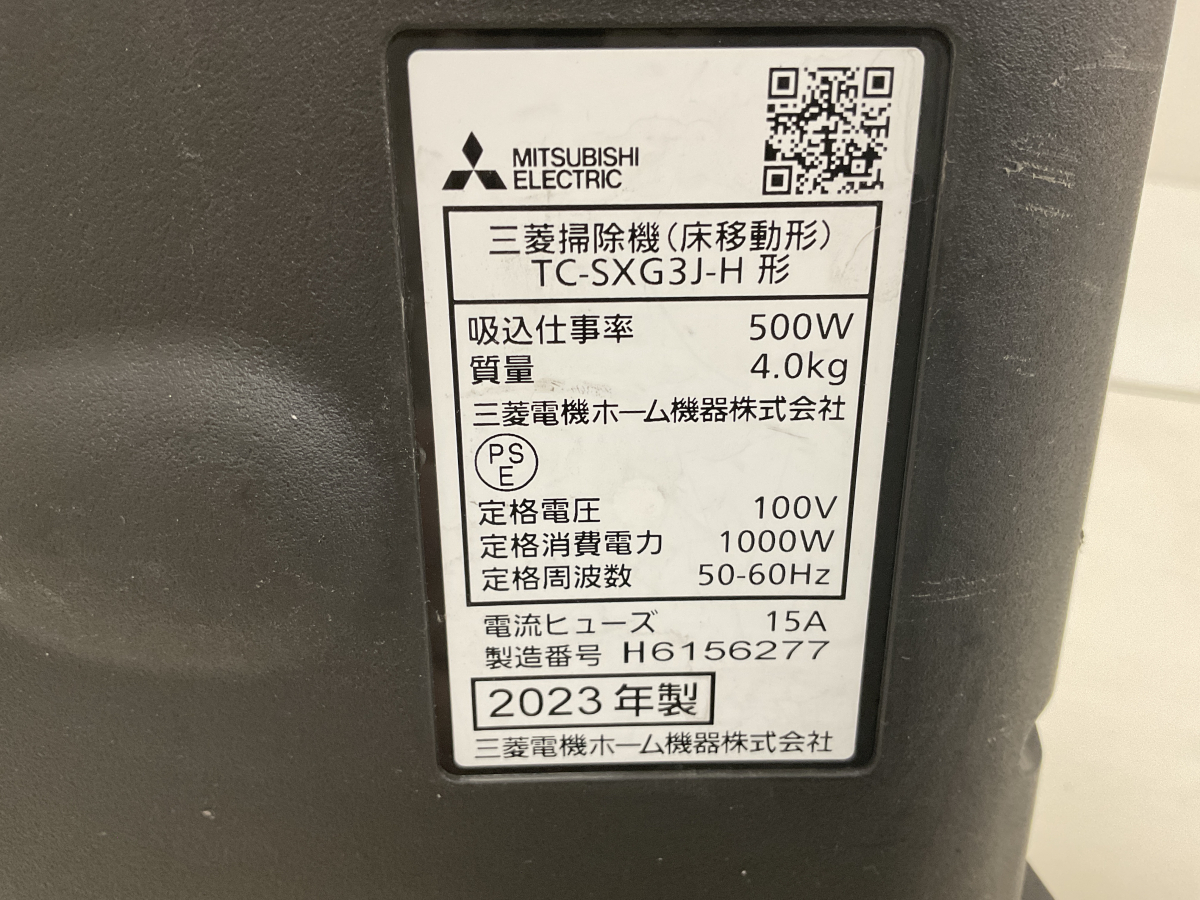 MITSUBISHI
ELECTRIC
三菱掃除機(床移動形)
TC-SXG3J-H 形
吸込仕事率 500W
質量 4.0kg
三菱電機ホーム機器株式会社
PS
E
定格電圧 100V
定格消費電力 1000W
定格周波数 50-60Hz
電流ヒューズ 15A
製造番号 H6156277
2023 年製
三菱電機ホーム機器株式会社